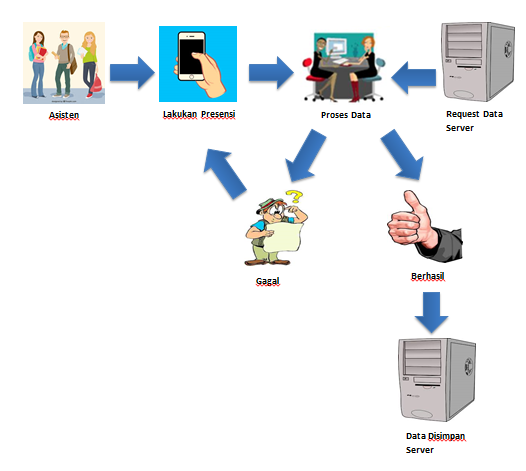 Asisten
Lakukan Presensi
Proses Data
Request Data
Server
?
Gagal
Berhasil
Data Disimpan
Server